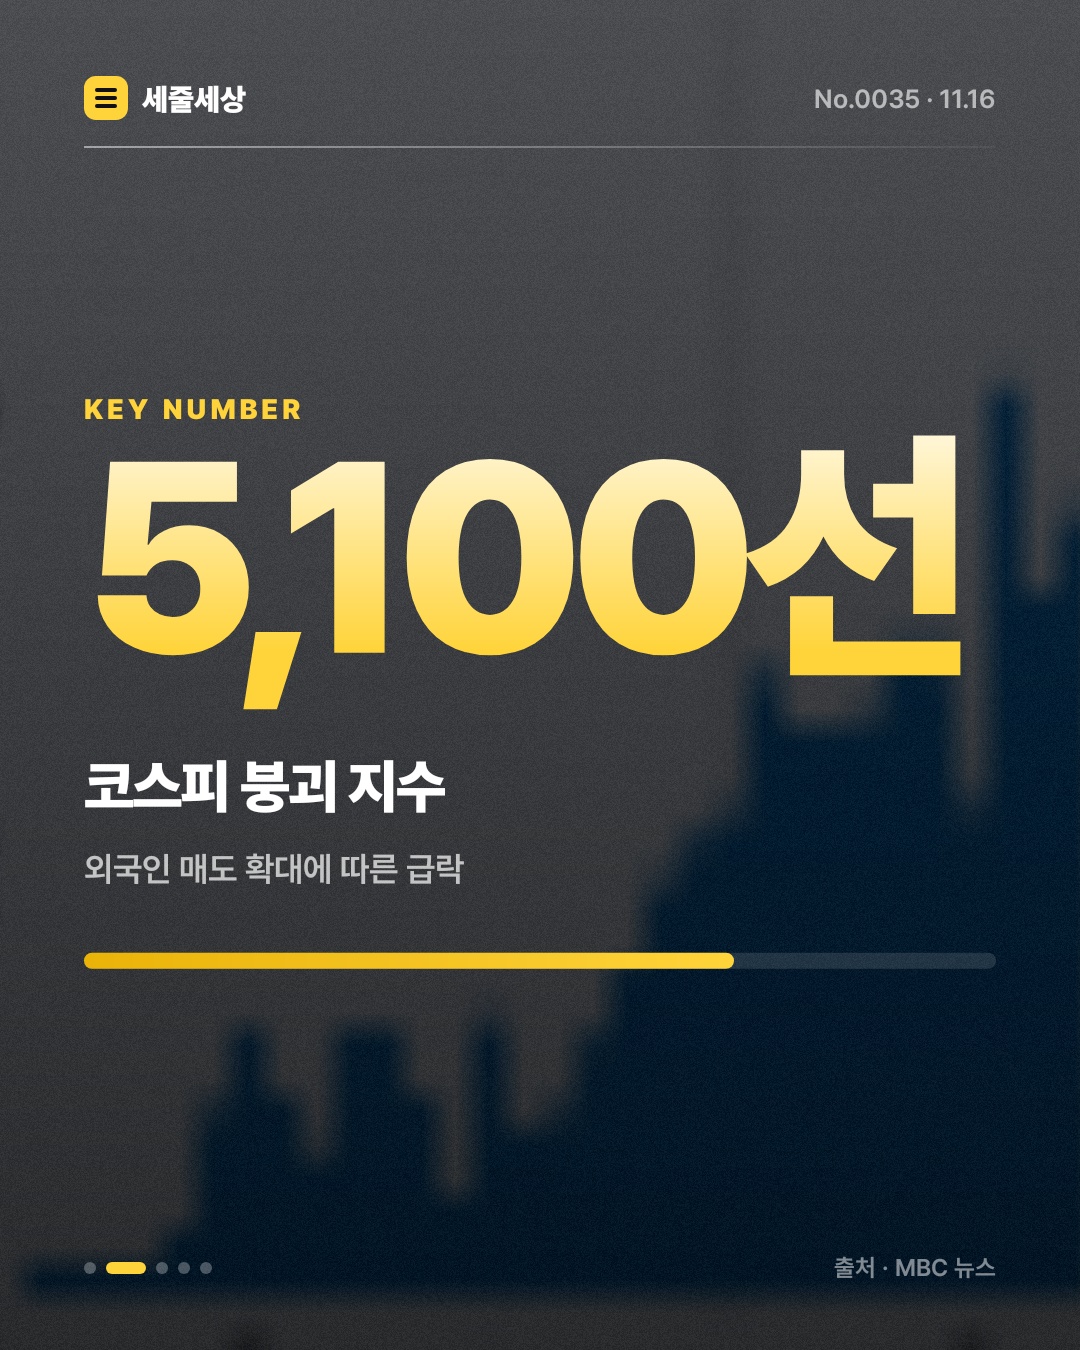 세줄세상
No.0035 · 11.16
KEY NUMBER
5,100선
코스피 붕괴 지수
외국인 매도 확대에 따른 급락
출처 · MBC 뉴스